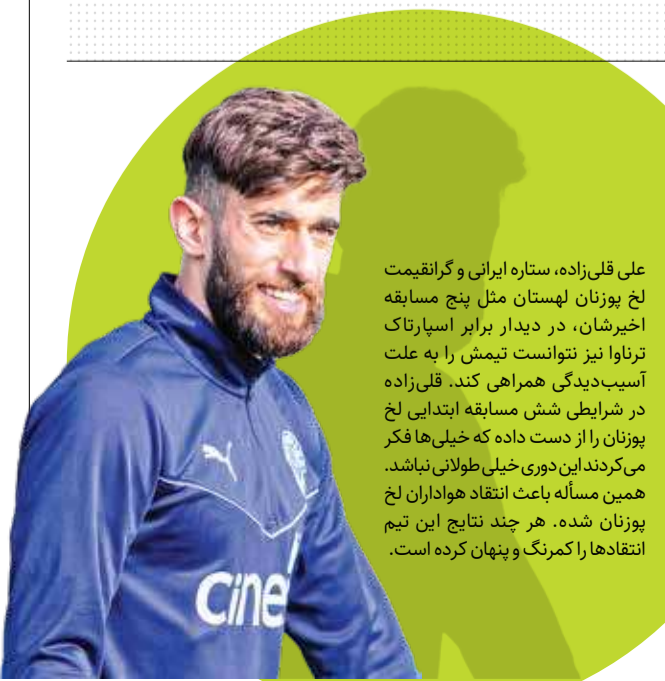 علی قلی‌زاده، ستاره ایرانی و گرانقیمت
لخ پوزنان لهستان مثل پنج مسابقه
اخیرشان، در دیدار برابر اسپارتاک
ترناوا نیز نتوانست تیمش را به علت
آسیب‌دیدگی همراهی کند. قلی‌زاده
در شرایطی شش مسابقه ابتدایی لخ
پوزنان را از دست داده که خیلی‌ها فکر
می‌کردند این دوری خیلی طولانی نباشد.
همین مسأله باعث انتقاد هواداران لخ
پوزنان شده. هر چند نتایج این تیم
انتقادها را کمرنگ و پنهان کرده است.
cine